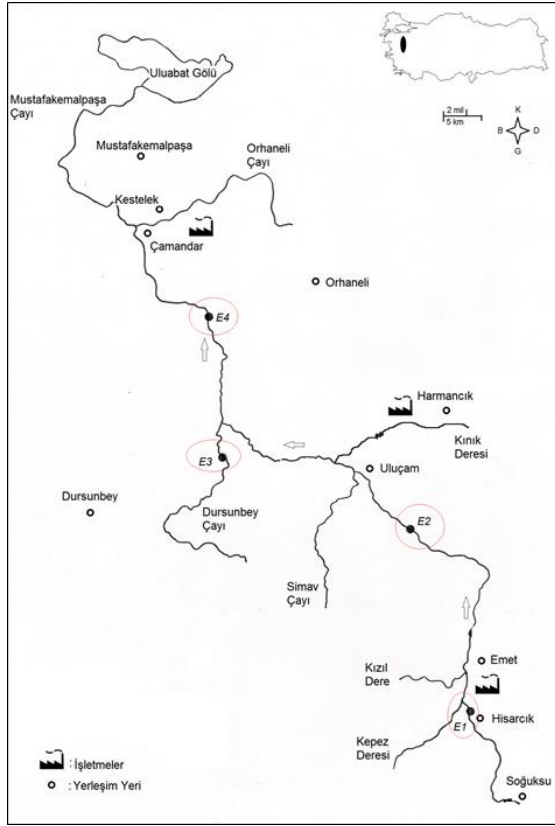 Uluabat Gölü
Mustafakemalpaşa
Çayı
Mustafakemalpaşa
Orhaneli
Çayı
Kestelek
Çamandar
2 mil
5 km
K
B
D
G
Orhaneli
E4
Harmancık
Kınık
Deresi
E3
Uluçam
Dursunbey
Dursunbey
Çayı
E2
Simav
Çayı
Emet
Kızıl
Dere
Hisarcık
E1
Kepez
Deresi
Soğuksu
: İşletmeler
: Yerleşim Yeri